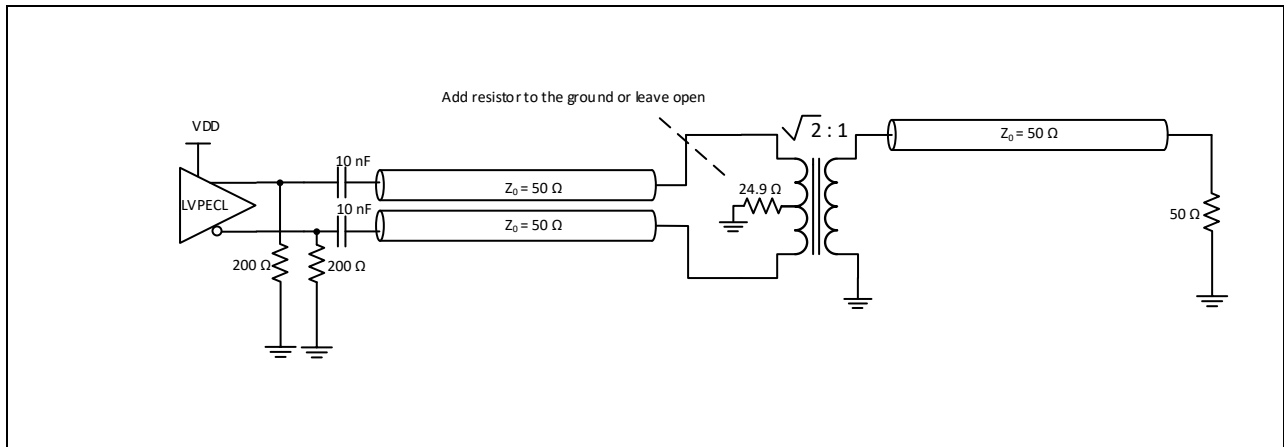 Add resistor to the ground or leave open
VDD
√2 : 1
10 nF
Z0 = 50 Ω
Z0 = 50 Ω
LVPECL
10 nF
24.9 Ω
Z0 = 50 Ω
50 Ω
200 Ω
200 Ω